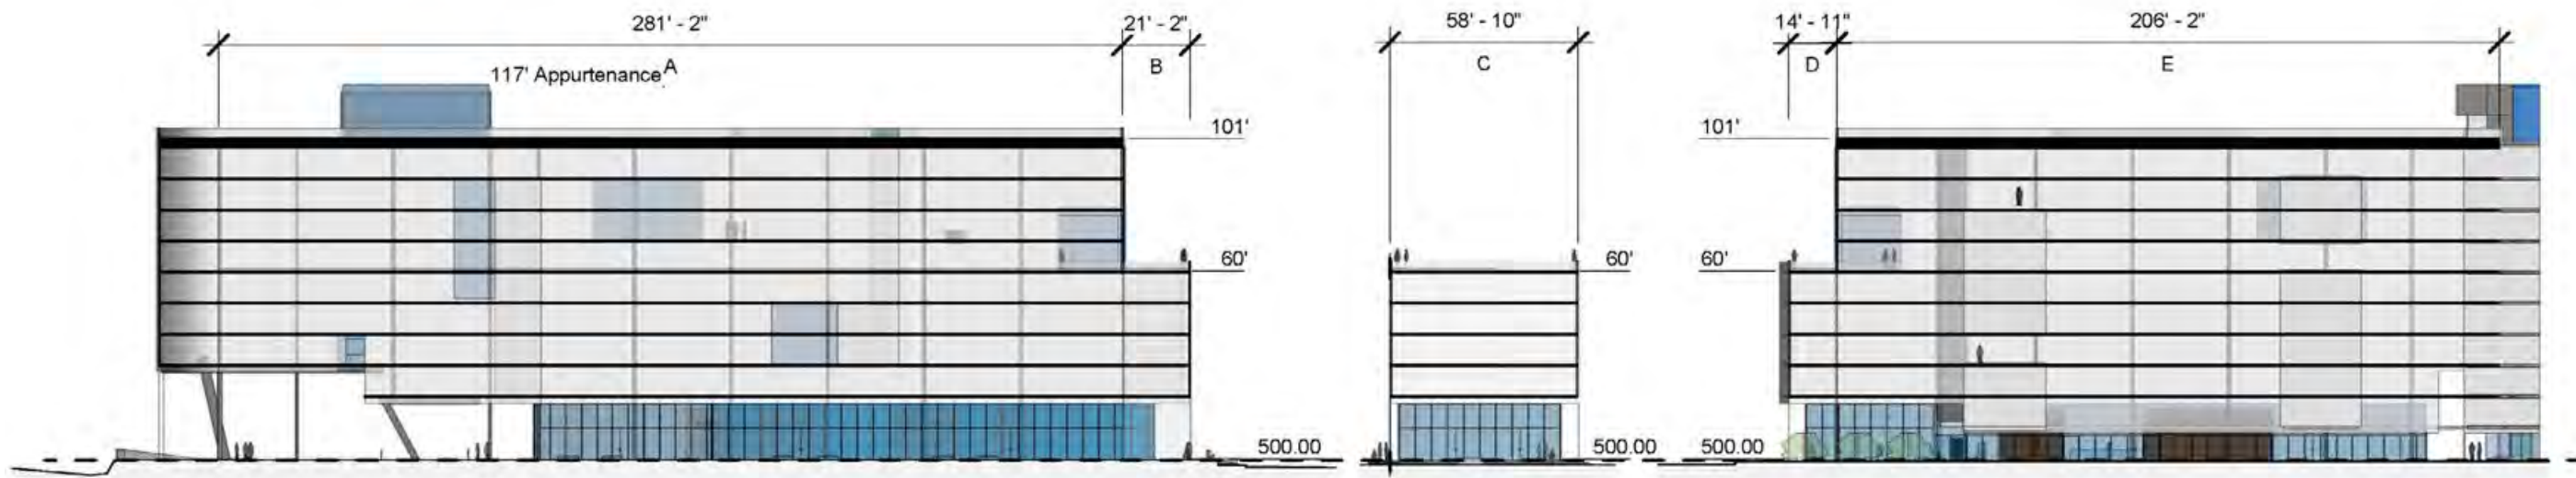 281' - 2"
21' - 2"
58' - 10"
14' - 11"
206' - 2"
117' Appurtenance
A
B
C
D
E
101'
101'
60'
60'
60'
500.00
500.00
500.00